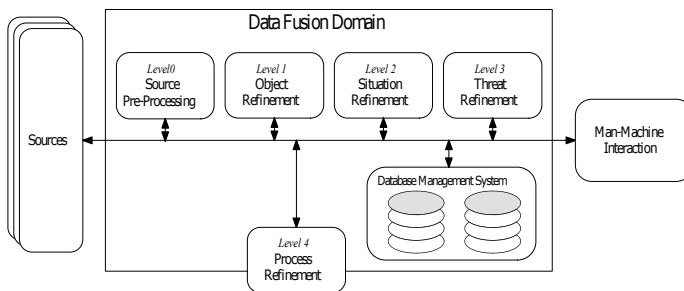 Data Fusion Domain
Level0
Source
Pre-Processing
Level 1
Object
Refinement
Level 2
Situation
Refinement
Level 3
Threat
Refinement
Sources
Man-Machine
Interaction
Database Management System
Level 4
Process
Refinement